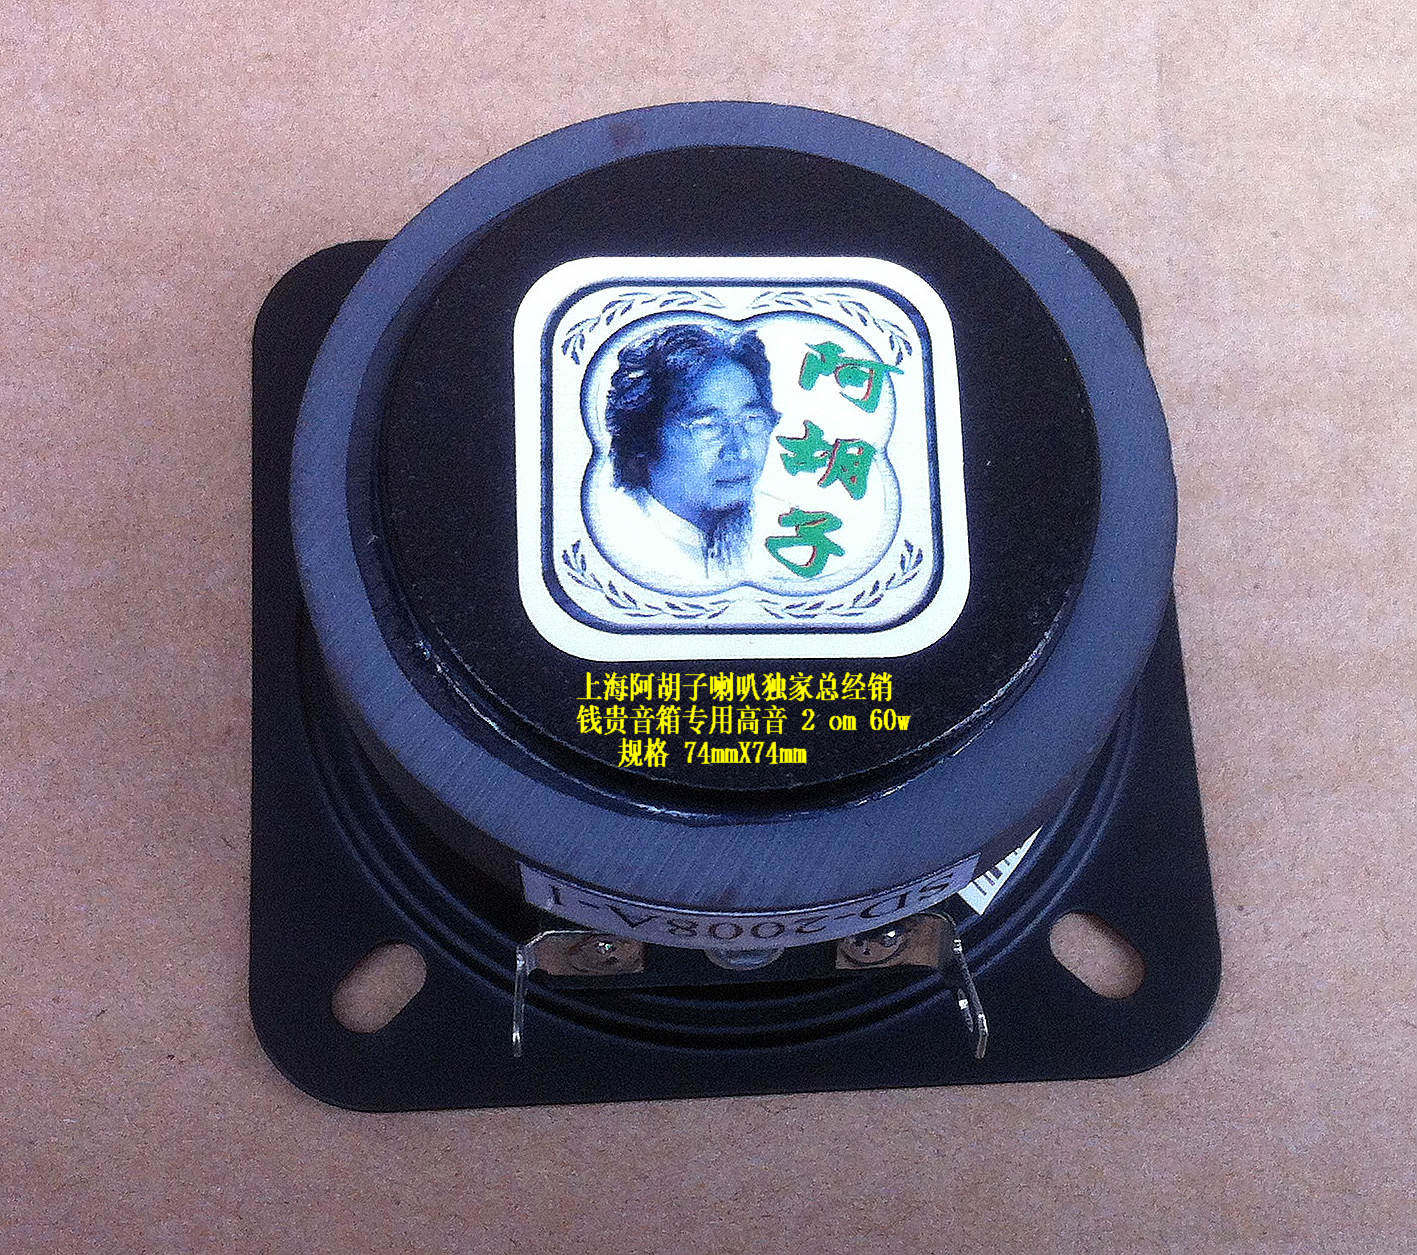 阿胡子
上海阿胡子喇叭独家总经销
钱贵音箱专用高音 2 om 60w
规格 74mmX74mm
SD-2008A-1